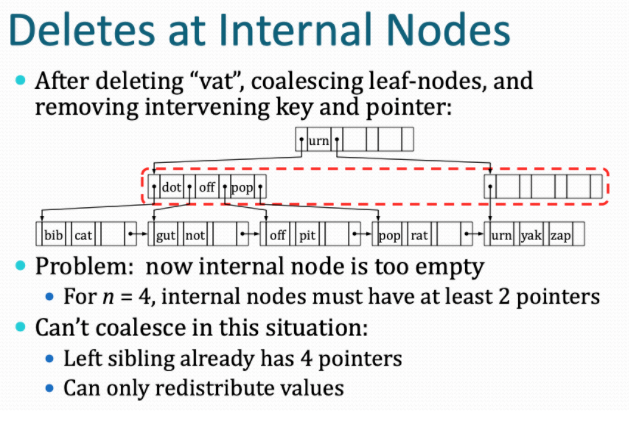 Deletes at Internal Nodes
• After deleting “vat”, coalescing leaf-nodes, and
removing intervening key and pointer:
urn
dot off pop
bib cat gut not off pit pop rat urn yak zap
• Problem: now internal node is too empty
• For n = 4, internal nodes must have at least 2 pointers
• Can’t coalesce in this situation:
• Left sibling already has 4 pointers
• Can only redistribute values